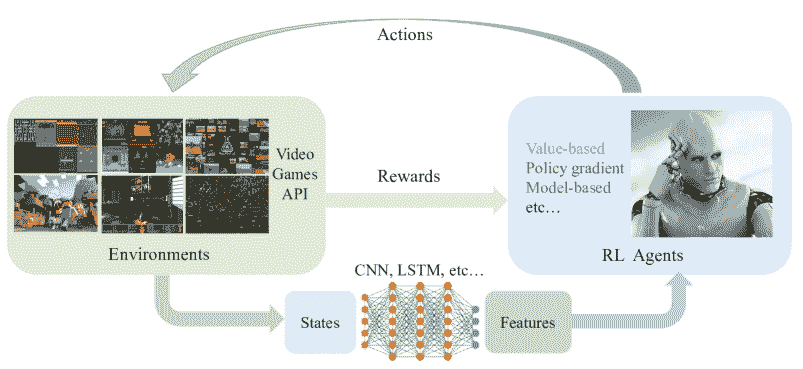 Actions
Video
Games
API
Environments
Rewards
Value-based
Policy gradient
Model-based
etc…
RL Agents
CNN, LSTM, etc…
States
Features